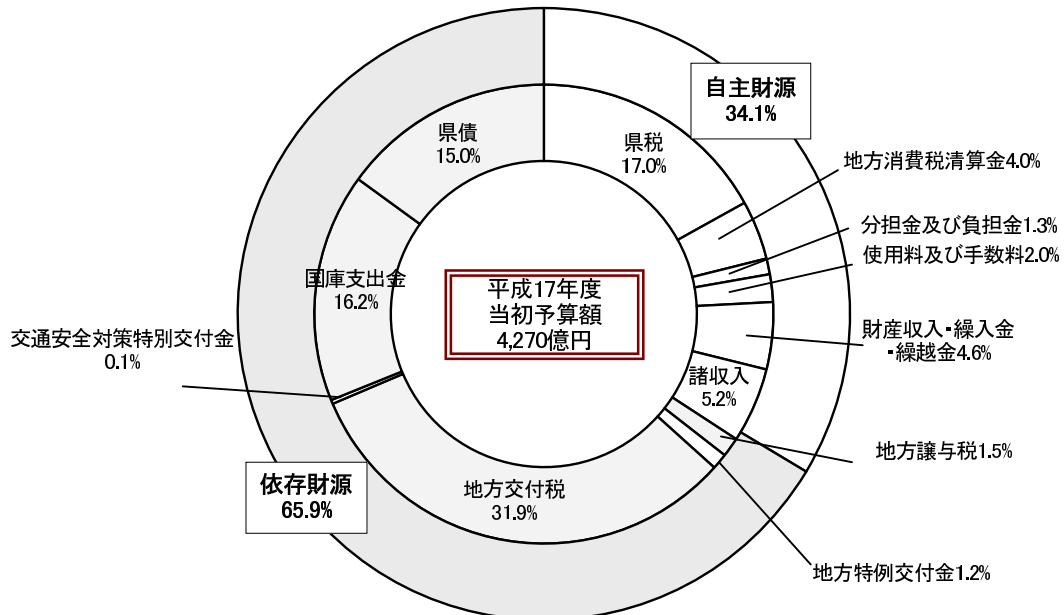 自主財源
34.1%
県債
15.0%
県税
17.0%
地方消費税清算金4.0%
分担金及び負担金1.3%
使用料及び手数料2.0%
国庫支出金
16.2%
平成17年度
当初予算額
4,270億円
財産収入・繰入金
・繰越金4.6%
交通安全対策特別交付金
0.1%
諸収入
5.2%
地方譲与税1.5%
依存財源
65.9%
地方交付税
31.9%
地方特例交付金1.2%